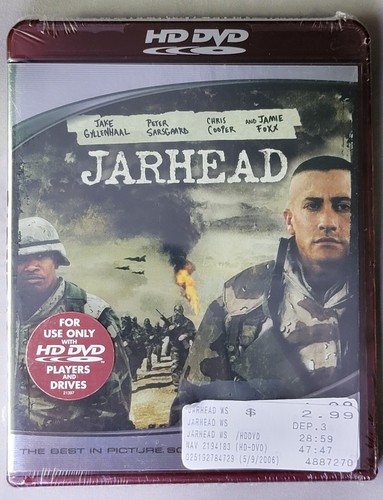 HD DVD
JAKE GYLLENHAAL PETER SARSGAARD CHRIS COOPER AND JAMIE FOXX
JARHEAD
FOR
USE ONLY
WITH
HD DVD
PLAYERS
AND
DRIVES
THE BEST IN PICTURE
JARHEAD WS $ 2.99
JARHEAD WS DEP.3
JARHEAD WS /HDDVD 28:59
NAV 2194183 (HD-DVD) 47:47
025192784729 (5/9/2006) 4887270